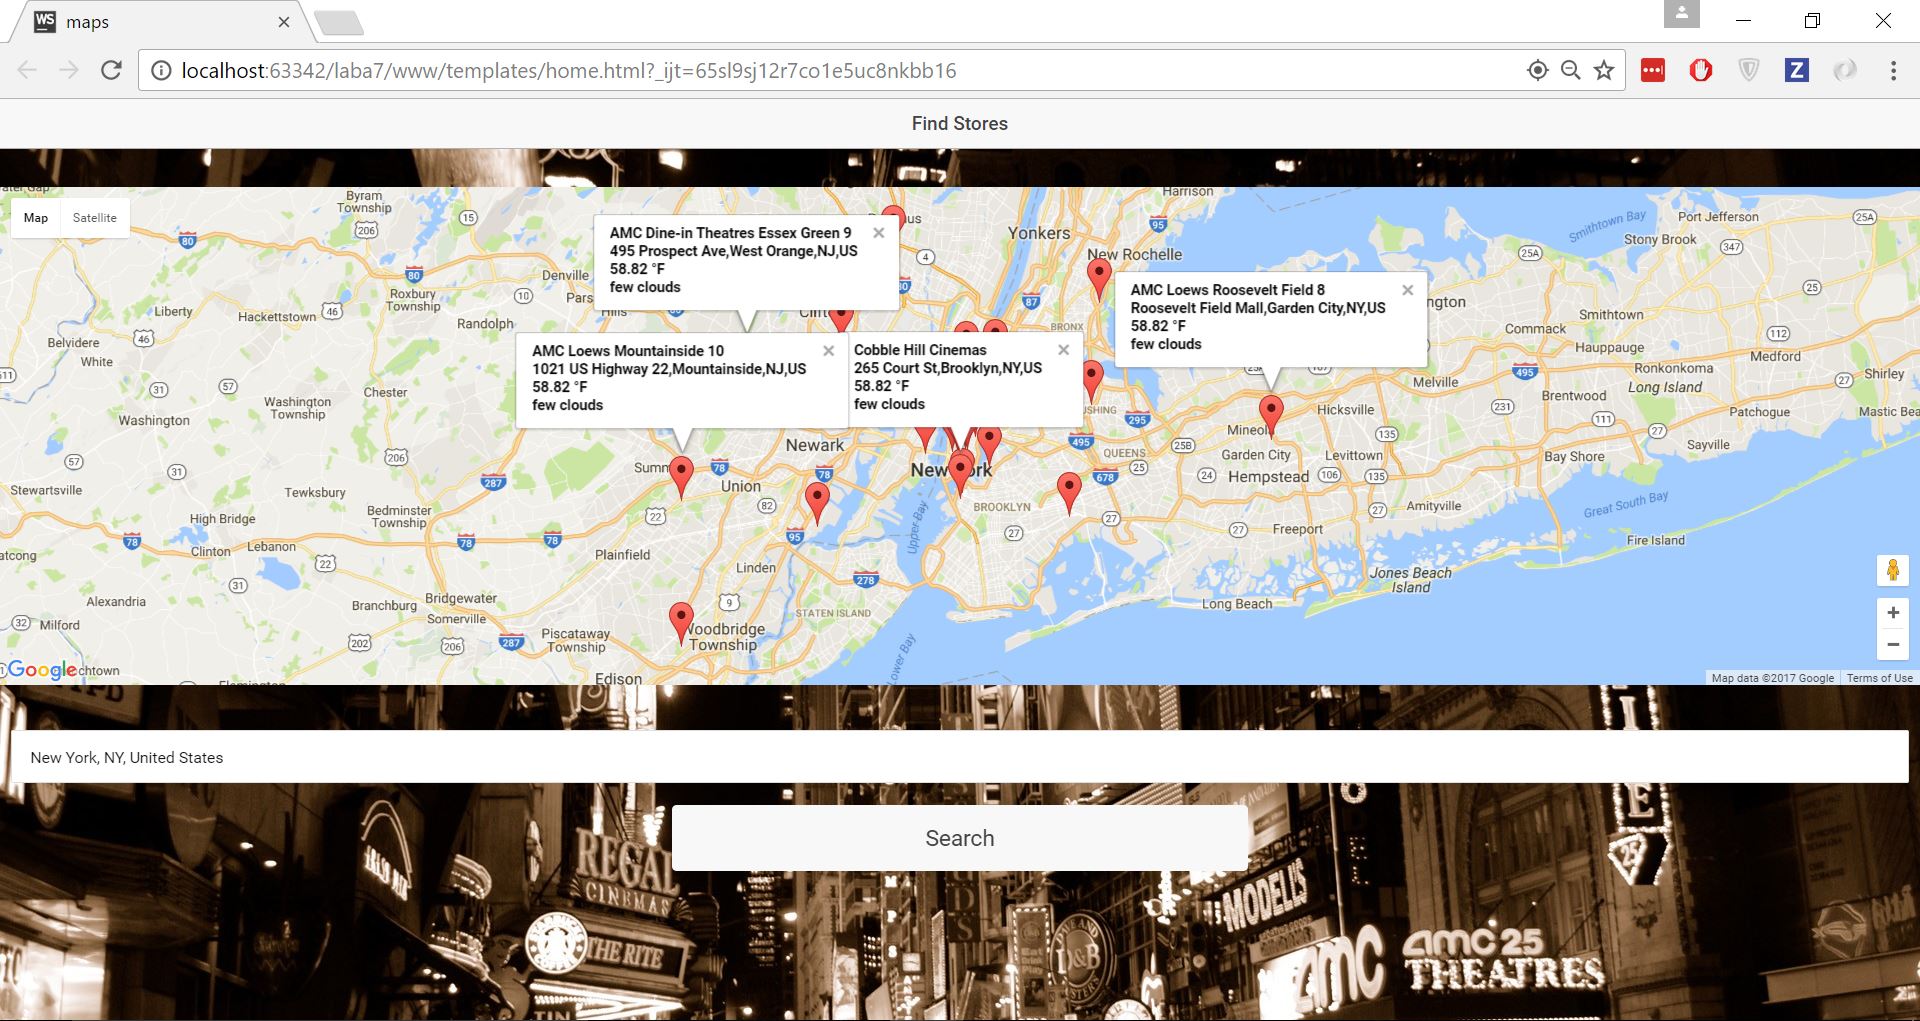 maps
localhost:63342/laba7/www/templates/home.html?_ijt=65sl9sj12r7co1e5uc8nkbb16
Find Stores
Map Satellite
AMC Dine-in Theatres Essex Green 9
495 Prospect Ave,West Orange,NJ,US
58.82 °F
few clouds
AMC Loews Mountainside 10
1021 US Highway 22,Mountainside,NJ,US
58.82 °F
few clouds
Cobble Hill Cinemas
265 Court St,Brooklyn,NY,US
58.82 °F
few clouds
AMC Loews Roosevelt Field 8
Roosevelt Field Mall,Garden City,NY,US
58.82 °F
few clouds
Byram
Township
Harrison
Port Jefferson
Smithtown Bay
Stony Brook
Yonkers
New Rochelle
Liberty
Denville
Roxbury
Township
Hackettstown
Randolph
Belvidere
White
BRONX
Commack
Smithtown
Hauppauge
Medford
Ronkonkoma
Long Island
Shirley
Melville
Brentwood
Patchogue
Chester
Washington
Washington
Township
Hicksville
Sayville
Newark
New York
QUEENS
Garden City
Levittown
Bay Shore
Hempstead
Union
Stewartsville
Tewksbury
BROOKLYN
Amityville
Great South Bay
High Bridge
Bedminster
Township
Upper Bay
Freeport
Fire Island
Clinton
Lebanon
Plainfield
Linden
Jones Beach
Island
Alexandria
Branchburg
Bridgewater
Somerville
STATEN ISLAND
Long Beach
Milford
Piscataway
Township
Woodbridge
Township
Lower Bay
Edison
Google
Map data ©2017 Google Terms of Use
New York, NY, United States
Search
REGAL
CINEMAS
THE RITE
D&B
MODELL'S
amc
amc 25
THEATRES
25